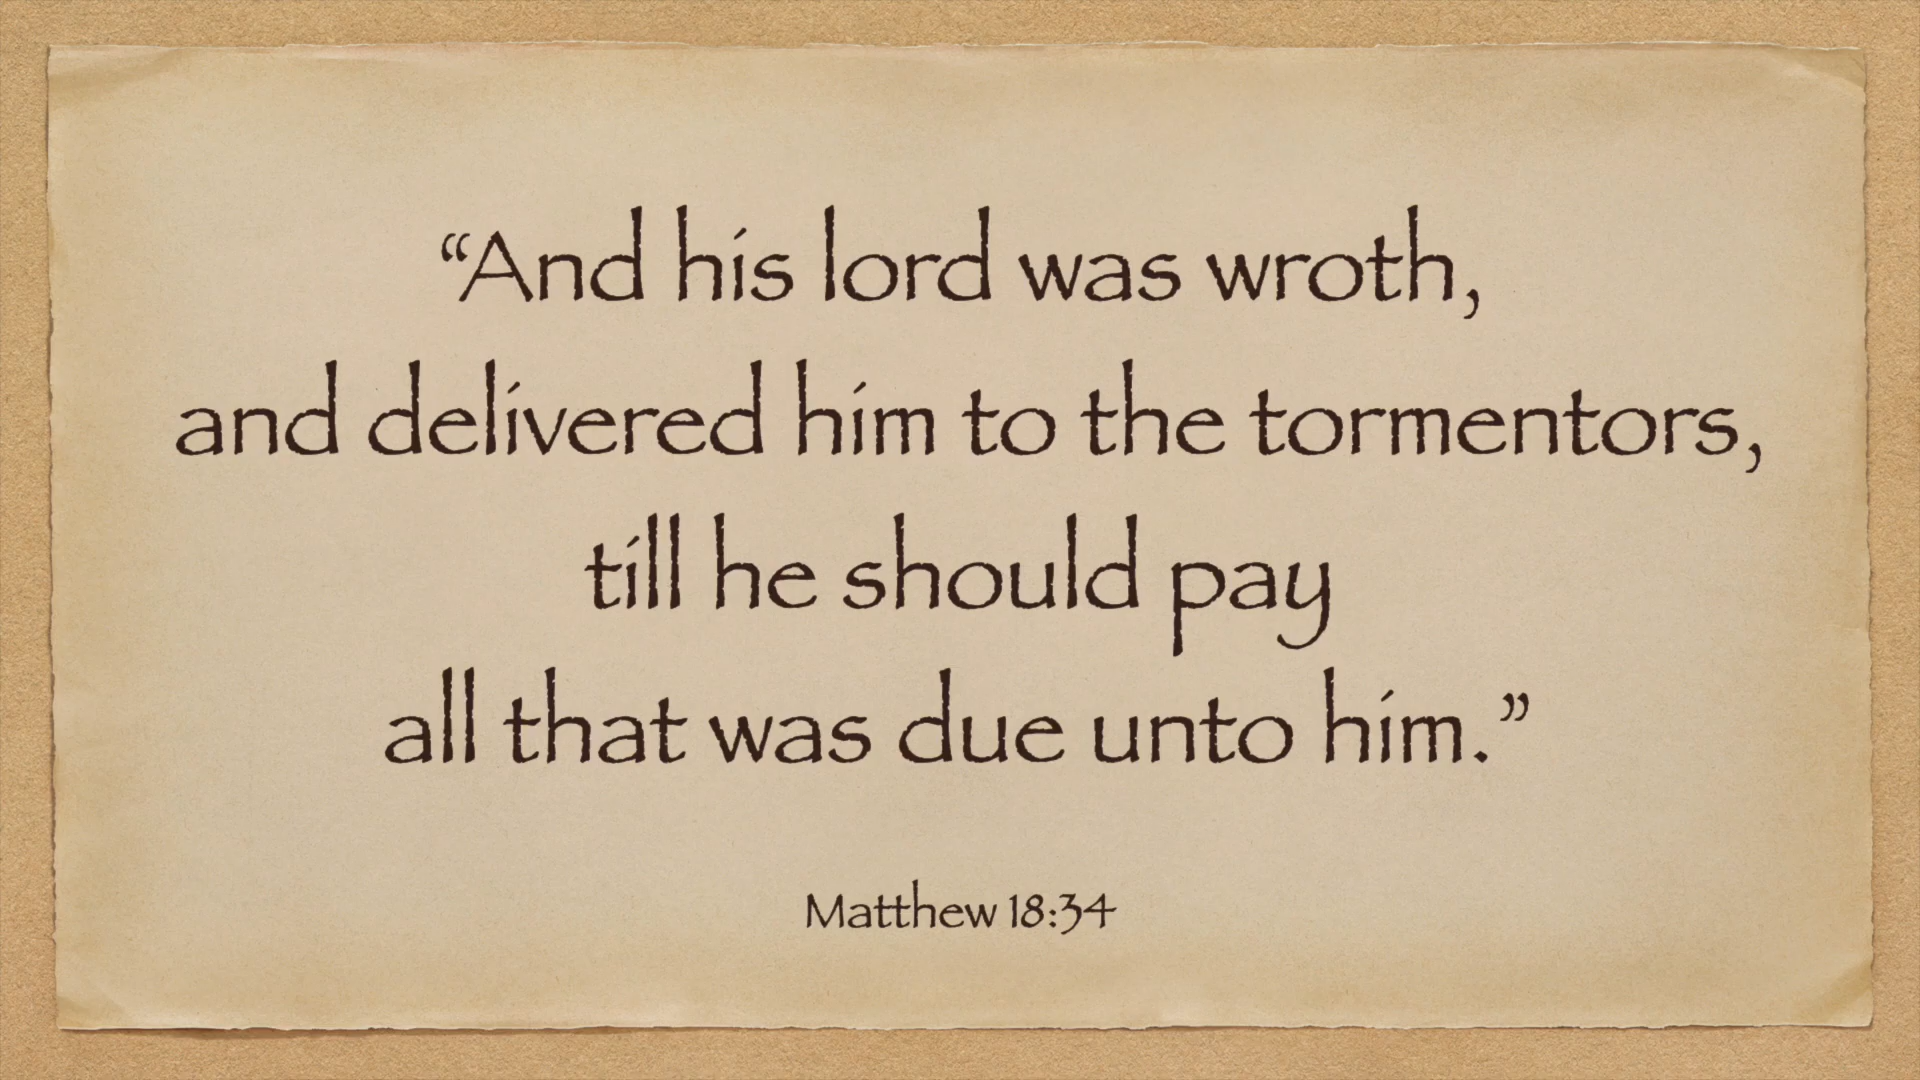 “And his lord was wroth,
and delivered him to the tormentors,
till he should pay
all that was due unto him.”
Matthew 18:34